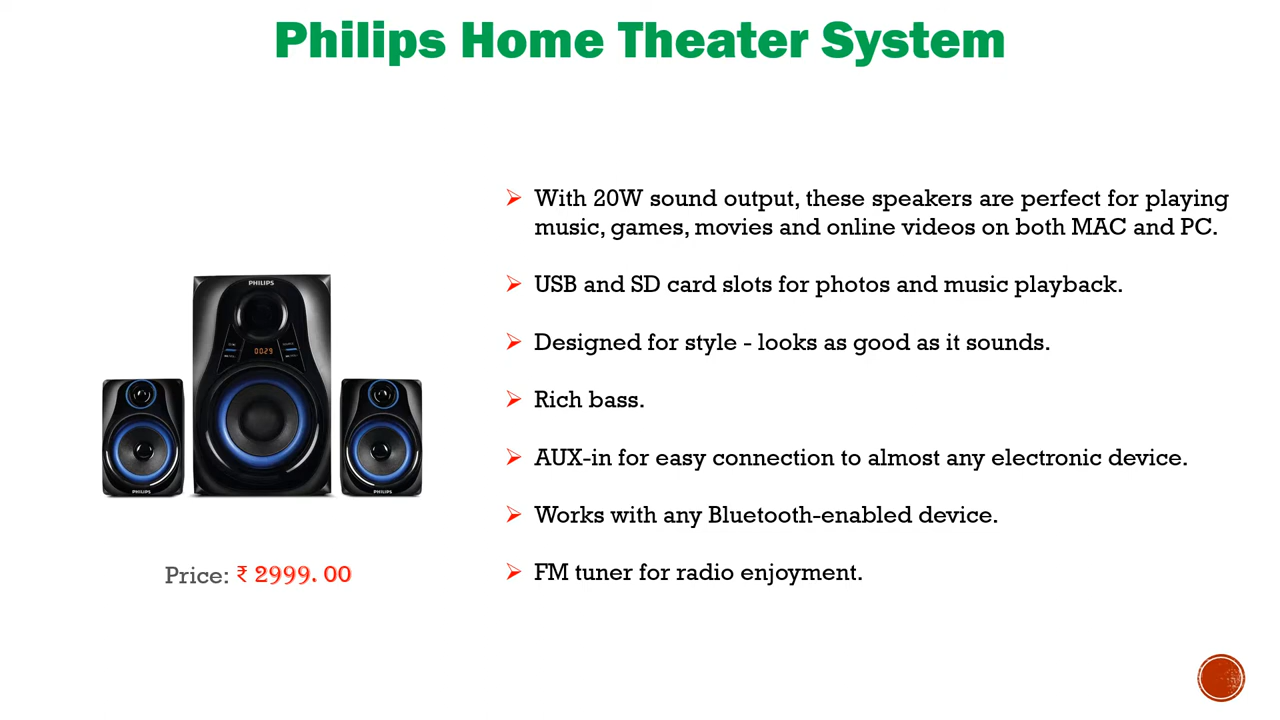 Philips Home Theater System
With 20W sound output, these speakers are perfect for playing
music, games, movies and online videos on both MAC and PC.
USB and SD card slots for photos and music playback.
Designed for style - looks as good as it sounds.
Rich bass.
AUX-in for easy connection to almost any electronic device.
Works with any Bluetooth-enabled device.
FM tuner for radio enjoyment.
PHILIPS
0029
PHILIPS
PHILIPS
Price: ₹ 2999. 00